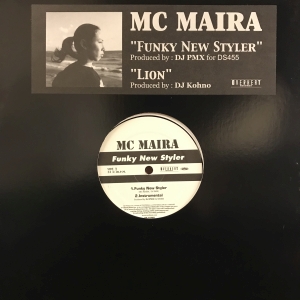 MC MAIRA
"FUNKY NEW STYLER"
Produced by : DJ PMX for DS455
"LION"
Produced by : DJ Kohno
MC MAIRA
Funky New Styler
1.Funky New Styler
2.Instrumental